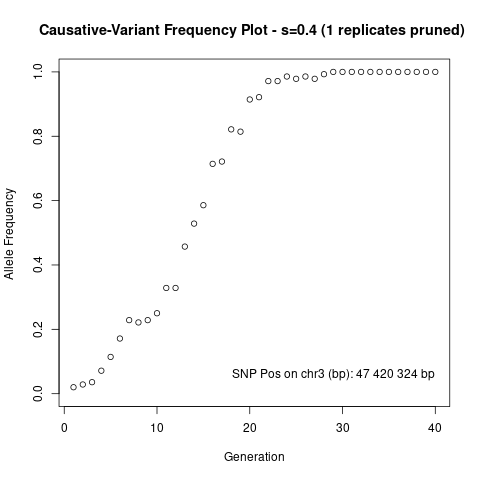 Causative-Variant Frequency Plot - s=0.4 (1 replicates pruned)
Allele Frequency
1.0
0.8
0.6
0.4
0.2
0.0
SNP Pos on chr3 (bp): 47 420 324 bp
0 10 20 30 40
Generation